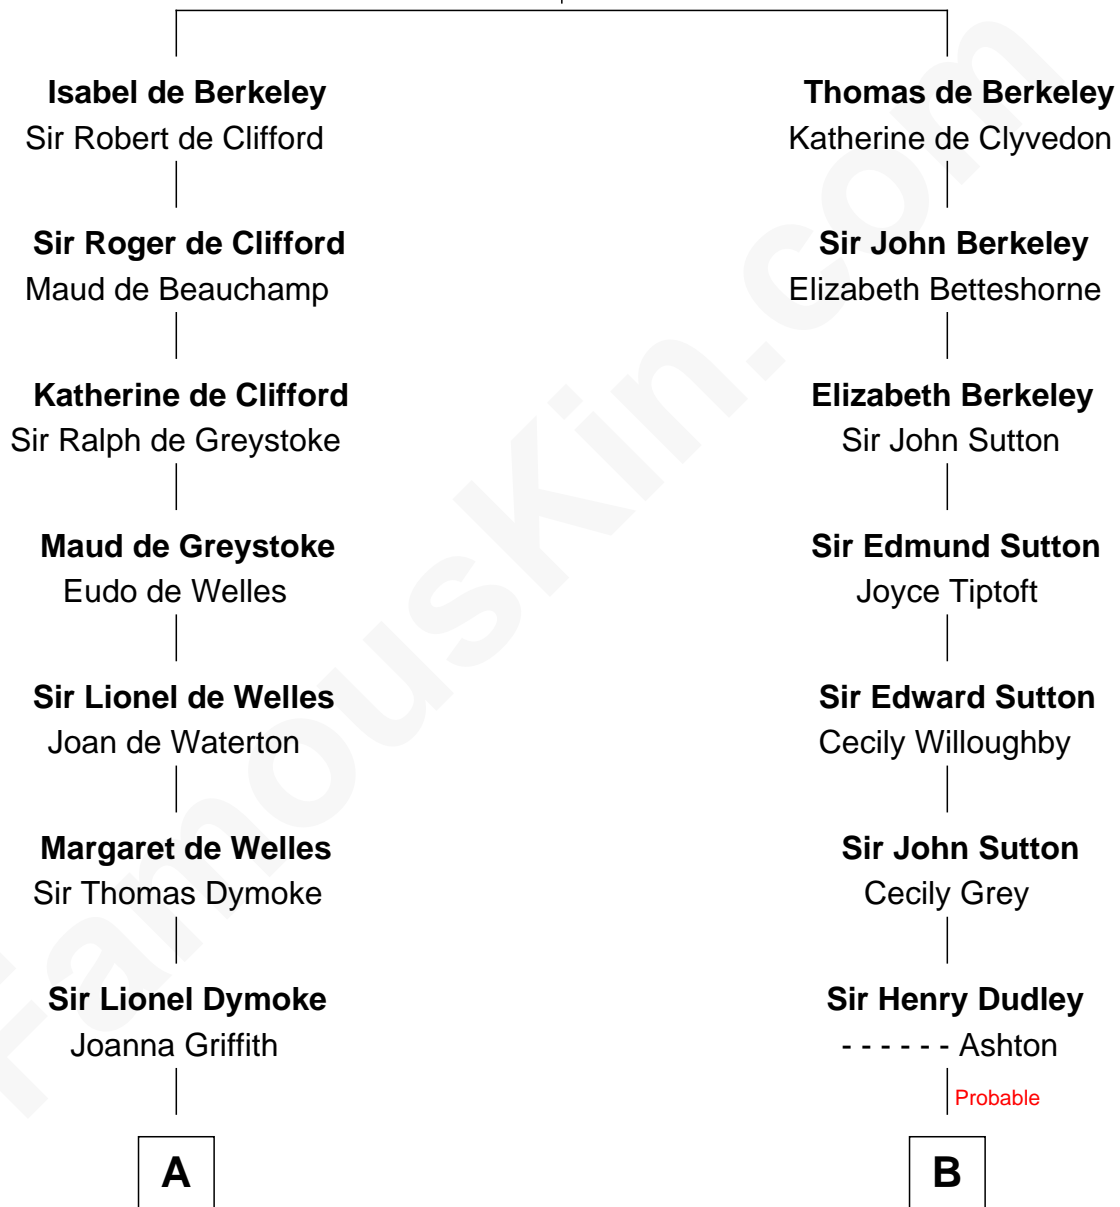 Isabel de Berkeley
Sir Robert de Clifford
Sir Roger de Clifford
Maud de Beauchamp
Katherine de Clifford
Sir Ralph de Greystoke
Maud de Greystoke
Eudo de Welles
Sir Lionel de Welles
Joan de Waterton
Margaret de Welles
Sir Thomas Dymoke
Sir Lionel Dymoke
Joanna Griffith
A
Thomas de Berkeley
Katherine de Clyvedon
Sir John Berkeley
Elizabeth Betteshorne
Elizabeth Berkeley
Sir John Sutton
Sir Edmund Sutton
Joyce Tiptoft
Sir Edward Sutton
Cecily Willoughby
Sir John Sutton
Cecily Grey
Sir Henry Dudley
- - - - - - Ashton
Probable
B
FamousKin.com